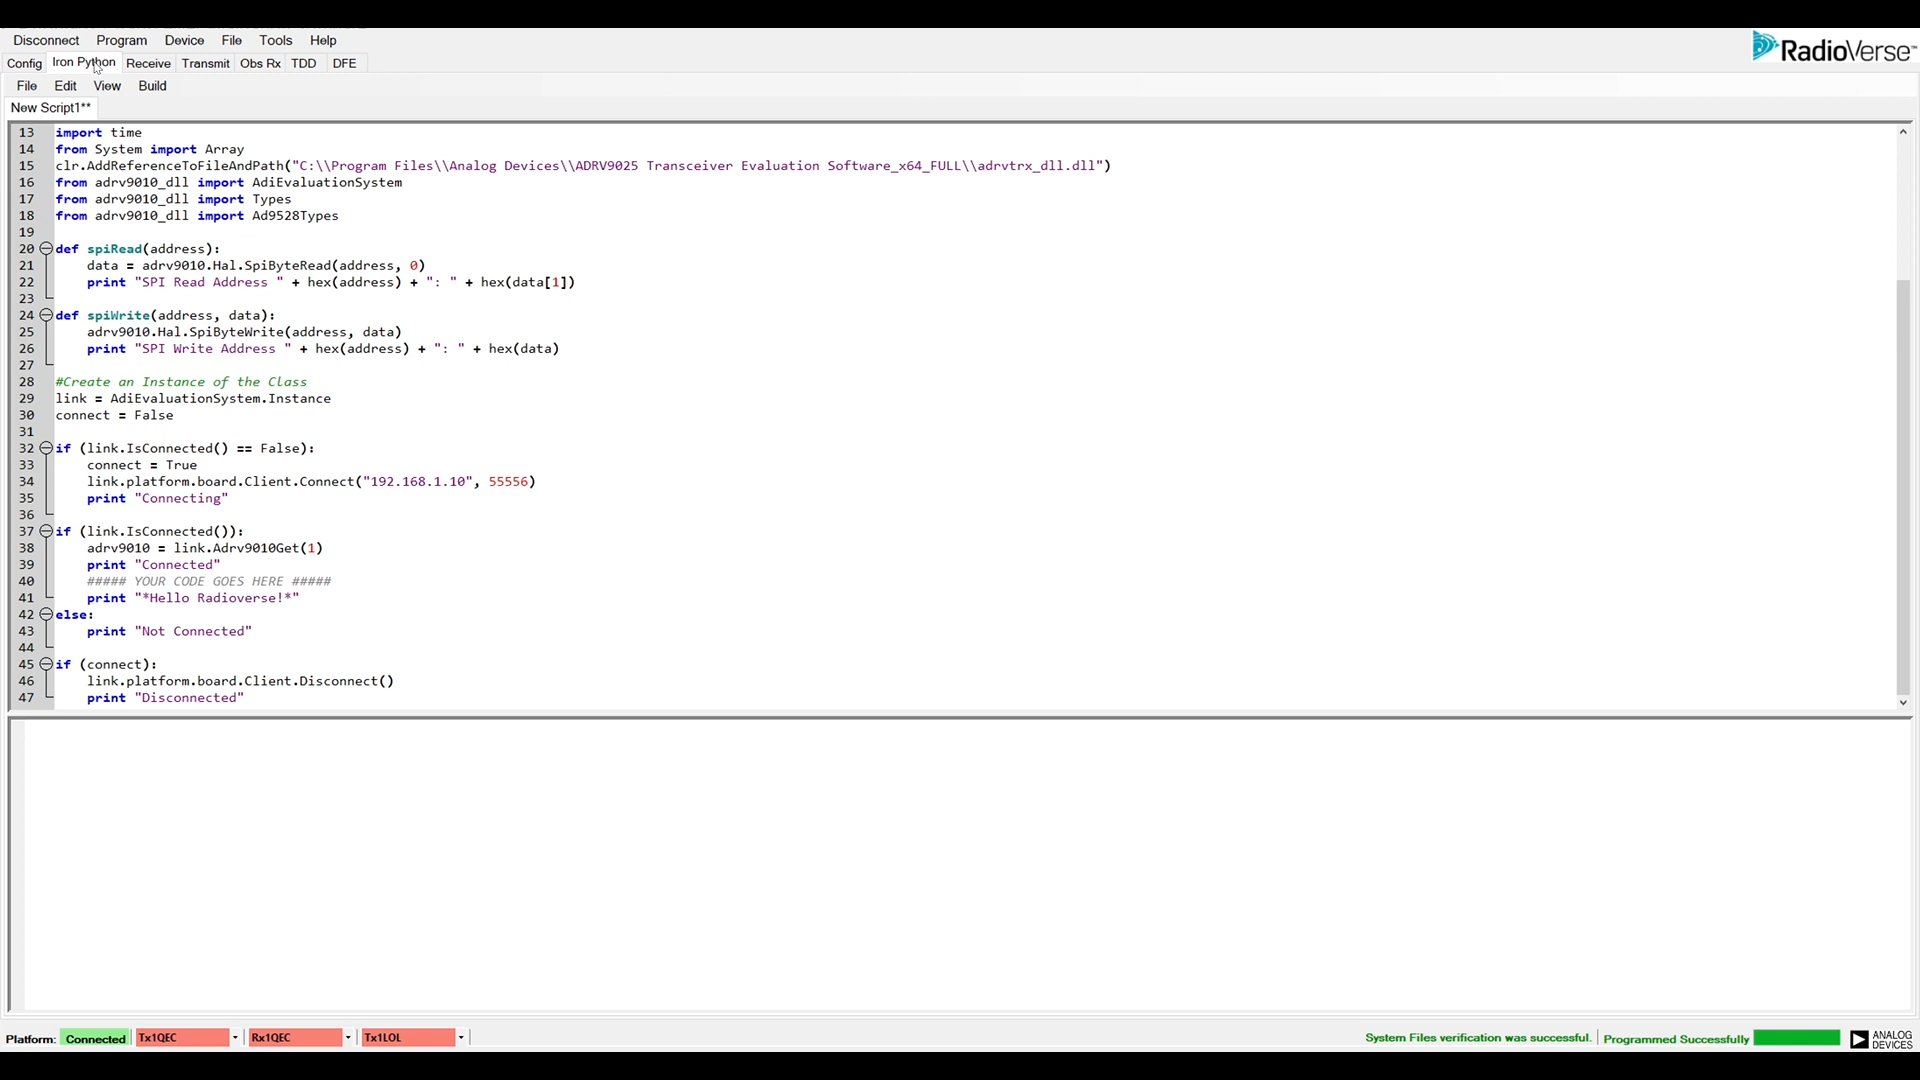 Disconnect Program Device File Tools Help
RadioVerse™
Config Iron Python Receive Transmit Obs Rx TDD DFE
File Edit View Build
New Script1**
13 import time
14 from System import Array
15 clr.AddReferenceToFileAndPath("C:\\Program Files\\Analog Devices\\ADRV9025 Transceiver Evaluation Software_x64_FULL\\adrvtrx_dll.dll")
16 from adrv9010_dll import AdiEvaluationSystem
17 from adrv9010_dll import Types
18 from adrv9010_dll import Ad9528Types
19
20 def spiRead(address):
21     data = adrv9010.Hal.SpiByteRead(address, 0)
22     print "SPI Read Address " + hex(address) + ": " + hex(data[1])
23
24 def spiWrite(address, data):
25     adrv9010.Hal.SpiByteWrite(address, data)
26     print "SPI Write Address " + hex(address) + ": " + hex(data)
27
28 #Create an Instance of the Class
29 link = AdiEvaluationSystem.Instance
30 connect = False
31
32 if (link.IsConnected() == False):
33     connect = True
34     link.platform.board.Client.Connect("192.168.1.10", 55556)
35     print "Connecting"
36
37 if (link.IsConnected()):
38     adrv9010 = link.Adrv9010Get(1)
39     print "Connected"
40     ##### YOUR CODE GOES HERE #####
41     print "*Hello Radioverse!*"
42 else:
43     print "Not Connected"
44
45 if (connect):
46     link.platform.board.Client.Disconnect()
47     print "Disconnected"
Platform: Connected Tx1QEC Rx1QEC Tx1LOL System Files verification was successful. Programmed Successfully
ANALOG
DEVICES